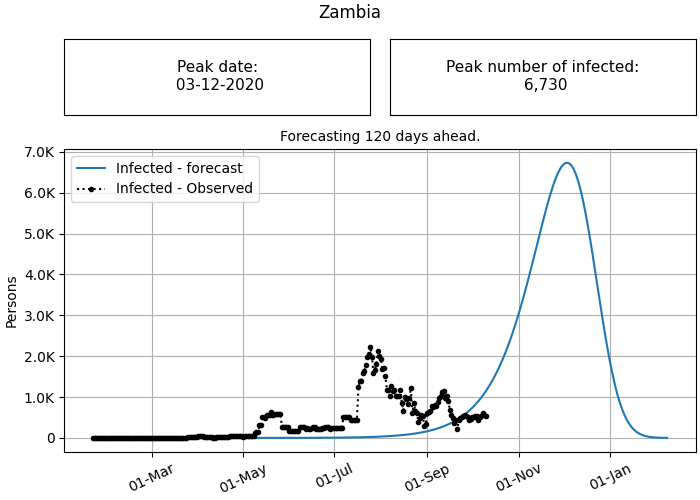 Zambia
Peak date:
03-12-2020
Peak number of infected:
6,730
Forecasting 120 days ahead.
7.0K
6.0K
5.0K
4.0K
3.0K
2.0K
1.0K
0
Persons
Infected - forecast
Infected - Observed
01-Mar
01-May
01-Jul
01-Sep
01-Nov
01-Jan